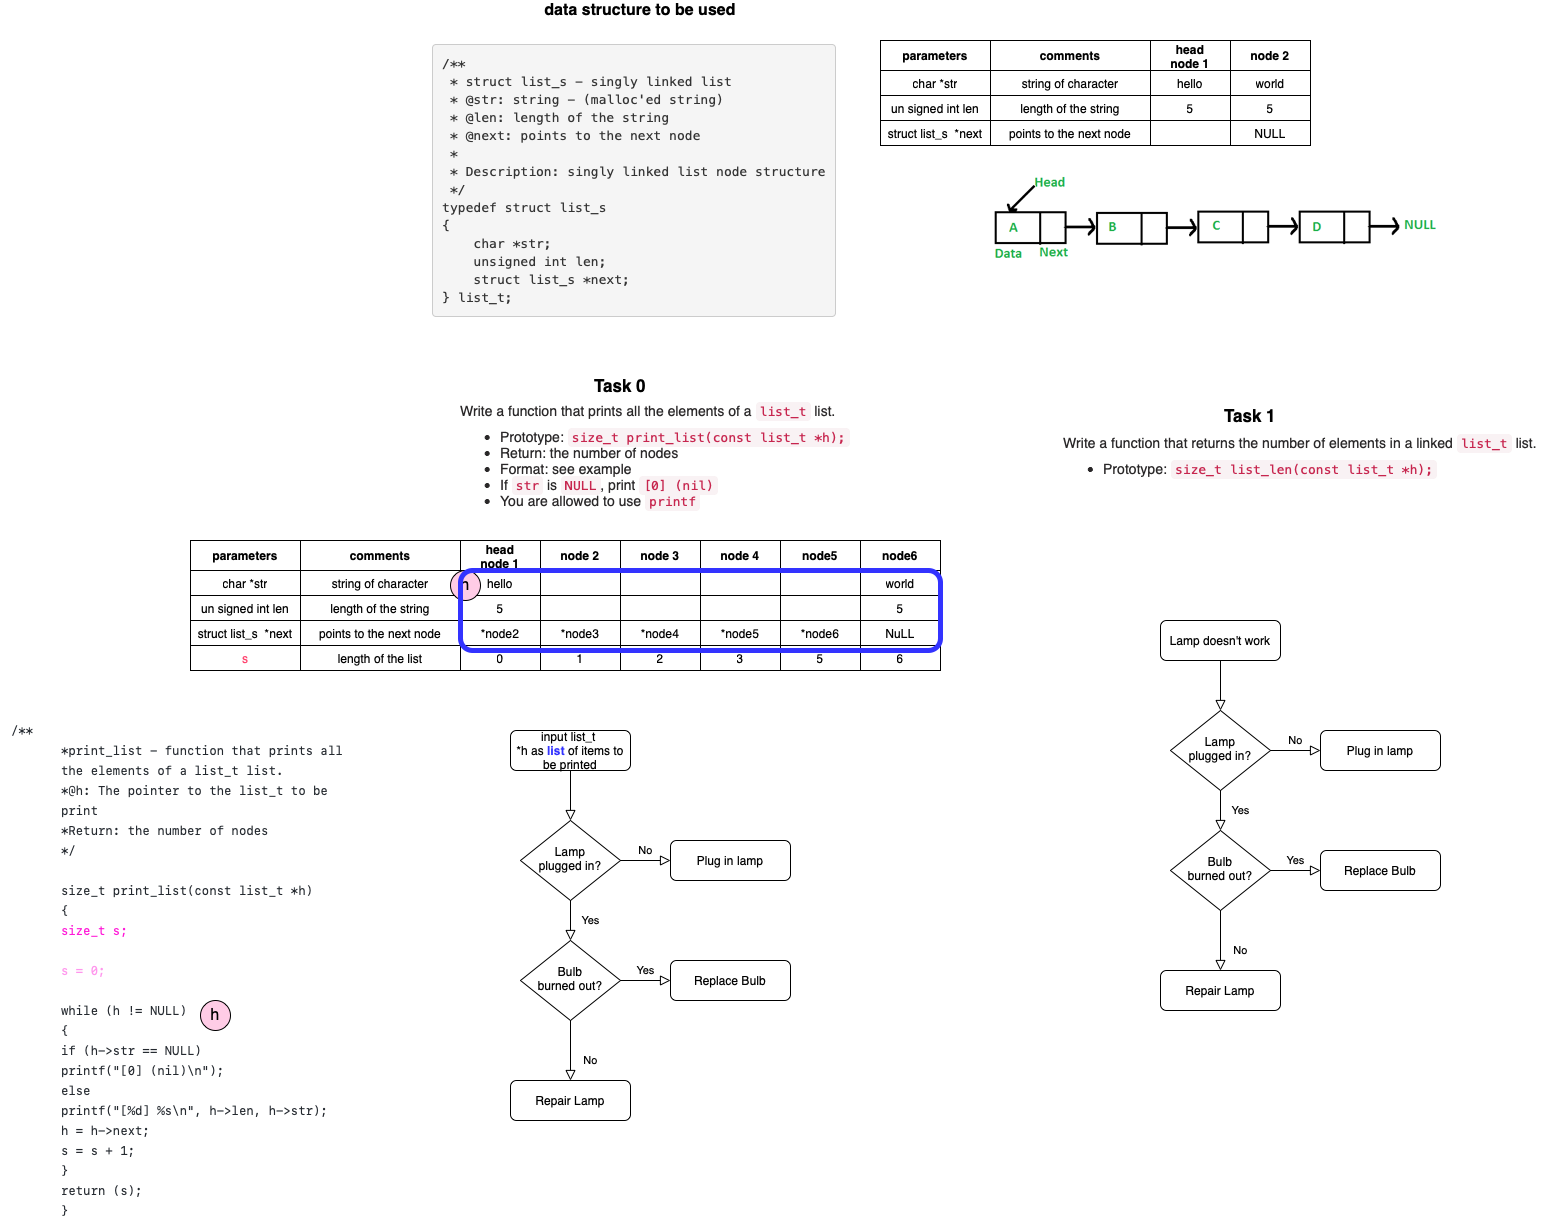 data structure to be used
/**
 * struct list_s - singly linked list
 * @str: string - (malloc'ed string)
 * @len: length of the string
 * @next: points to the next node
 *
 * Description: singly linked list node structure
 */
typedef struct list_s
{
    char *str;
    unsigned int len;
    struct list_s *next;
} list_t;
parameters comments head node 1 node 2
char *str string of character hello world
un signed int len length of the string 5 5
struct list_s *next points to the next node NULL
Head
A B C D NULL
Data Next
Task 0
Write a function that prints all the elements of a list_t list.
• Prototype: size_t print_list(const list_t *h);
• Return: the number of nodes
• Format: see example
• If str is NULL, print [0] (nil)
• You are allowed to use printf
Task 1
Write a function that returns the number of elements in a linked list_t list.
• Prototype: size_t list_len(const list_t *h);
parameters comments head node 1 node 2 node 3 node 4 node5 node6
char *str string of character h hello world
un signed int len length of the string 5 5
struct list_s *next points to the next node *node2 *node3 *node4 *node5 *node6 NuLL
s length of the list 0 1 2 3 5 6
/**
*print_list - function that prints all
the elements of a list_t list.
*@h: The pointer to the list_t to be
print
*Return: the number of nodes
*/
size_t print_list(const list_t *h)
{
size_t s;
s = 0;
while (h != NULL) h
{
if (h->str == NULL)
printf("[0] (nil)\n");
else
printf("[%d] %s\n", h->len, h->str);
h = h->next;
s = s + 1;
}
return (s);
}
input list_t
*h as list of items to
be printed
Lamp
plugged in?
No
Plug in lamp
Yes
Bulb
burned out?
Yes
Replace Bulb
No
Repair Lamp
Lamp doesn't work
Lamp
plugged in?
No
Plug in lamp
Yes
Bulb
burned out?
Yes
Replace Bulb
No
Repair Lamp